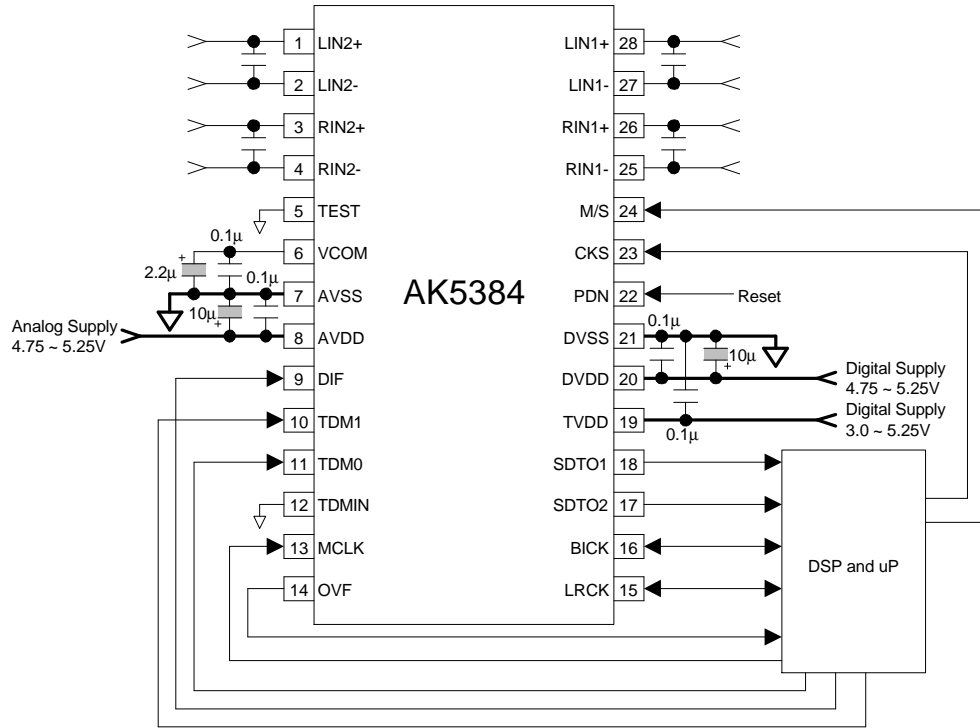 1 LIN2+ LIN1+ 28
2 LIN2- LIN1- 27
3 RIN2+ RIN1+ 26
4 RIN2- RIN1- 25
5 TEST M/S 24
0.1μ
6 VCOM CKS 23
+
2.2μ
0.1μ
7 AVSS AK5384 PDN 22 Reset
10μ
+
0.1μ
Analog Supply
4.75 ~ 5.25V
8 AVDD DVSS 21
10μ
+
9 DIF DVDD 20
Digital Supply
4.75 ~ 5.25V
10 TDM1 TVDD 19
0.1μ
Digital Supply
3.0 ~ 5.25V
11 TDM0 SDTO1 18
12 TDMIN SDTO2 17
13 MCLK BICK 16
DSP and uP
14 OVF LRCK 15